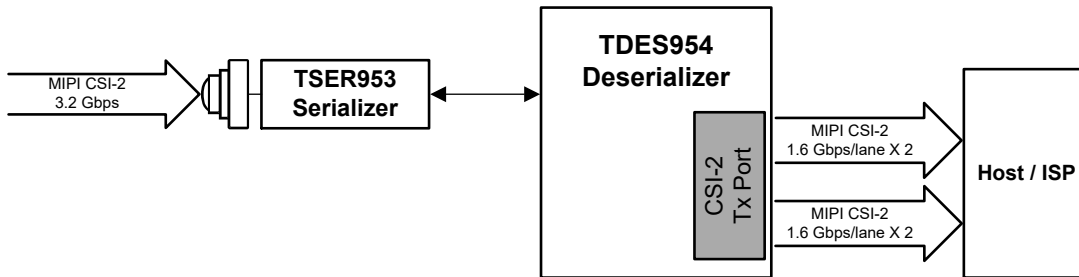 MIPI CSI-2
3.2 Gbps
TSER953
Serializer
TDES954
Deserializer
CSI-2
Tx Port
MIPI CSI-2
1.6 Gbps/lane X 2
MIPI CSI-2
1.6 Gbps/lane X 2
Host / ISP